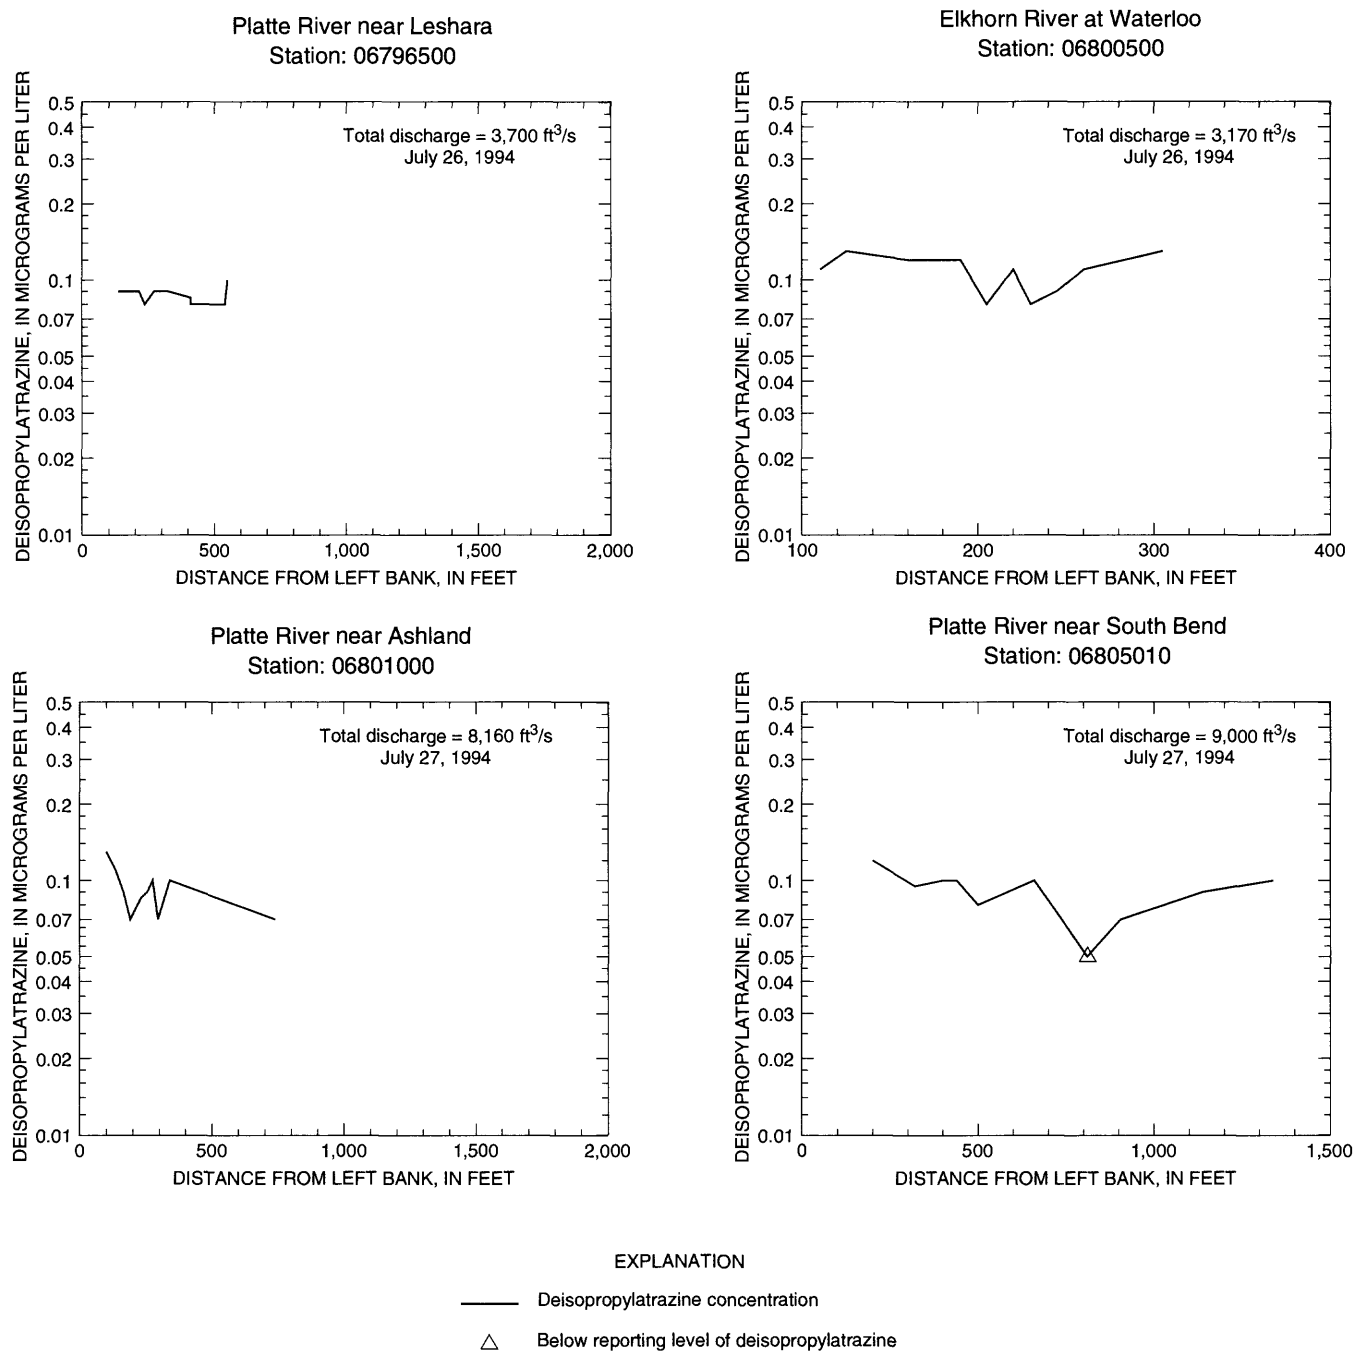 Platte River near Leshara
Station: 06796500
DEISOPROPYLATRAZINE, IN MICROGRAMS PER LITER
0.5
0.4
0.3
0.2
0.1
0.07
0.05
0.04
0.03
0.02
0.01
Total discharge = 3,700 ft³/s
July 26, 1994
0 500 1,000 1,500 2,000
DISTANCE FROM LEFT BANK, IN FEET
Elkhorn River at Waterloo
Station: 06800500
DEISOPROPYLATRAZINE, IN MICROGRAMS PER LITER
0.5
0.4
0.3
0.2
0.1
0.07
0.05
0.04
0.03
0.02
0.01
Total discharge = 3,170 ft³/s
July 26, 1994
100 200 300 400
DISTANCE FROM LEFT BANK, IN FEET
Platte River near Ashland
Station: 06801000
DEISOPROPYLATRAZINE, IN MICROGRAMS PER LITER
0.5
0.4
0.3
0.2
0.1
0.07
0.05
0.04
0.03
0.02
0.01
Total discharge = 8,160 ft³/s
July 27, 1994
0 500 1,000 1,500 2,000
DISTANCE FROM LEFT BANK, IN FEET
Platte River near South Bend
Station: 06805010
DEISOPROPYLATRAZINE, IN MICROGRAMS PER LITER
0.5
0.4
0.3
0.2
0.1
0.07
0.05
0.04
0.03
0.02
0.01
Total discharge = 9,000 ft³/s
July 27, 1994
0 500 1,000 1,500
DISTANCE FROM LEFT BANK, IN FEET
EXPLANATION
Deisopropylatrazine concentration
Below reporting level of deisopropylatrazine